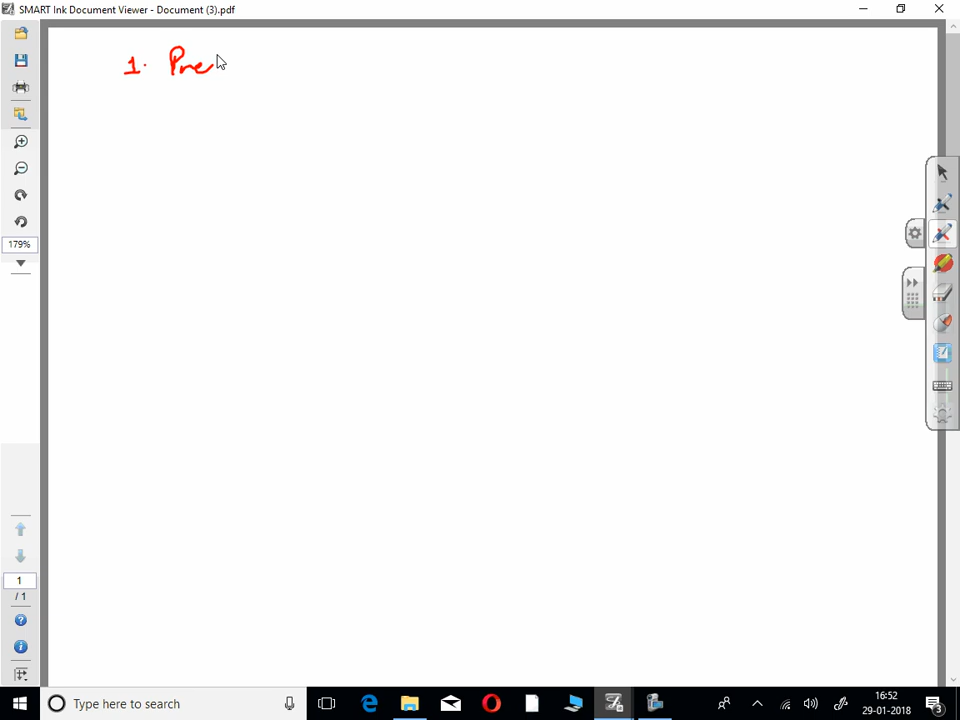 SMART Ink Document Viewer - Document (3).pdf
1. Pre
179%
1
/ 1
Type here to search
16:52
29-01-2018
3